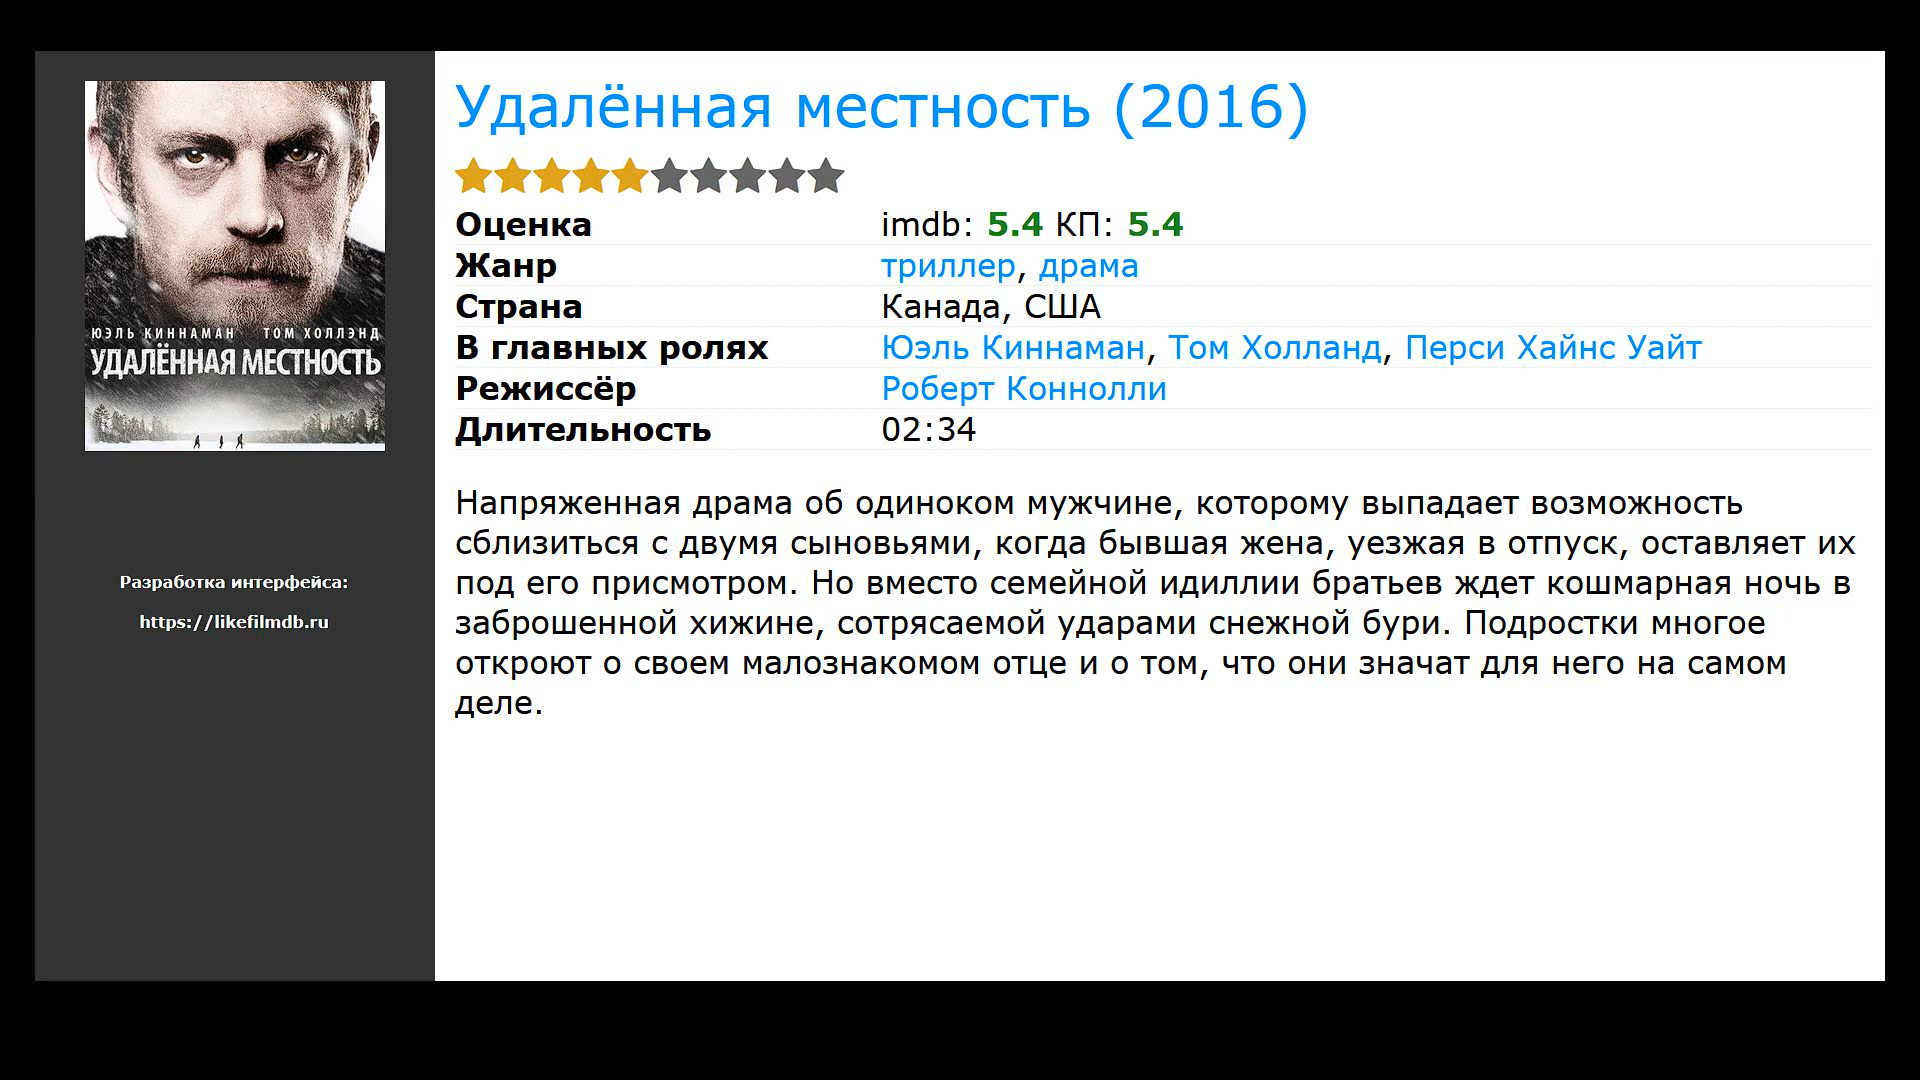 ЮЭЛЬ КИННАМАН ТОМ ХОЛЛЭНД
УДАЛЁННАЯ МЕСТНОСТЬ
Разработка интерфейса:
https://likefilmdb.ru
Удалённая местность (2016)
Оценка imdb: 5.4 КП: 5.4
Жанр триллер, драма
Страна Канада, США
В главных ролях Юэль Киннаман, Том Холланд, Перси Хайнс Уайт
Режиссёр Роберт Коннолли
Длительность 02:34
Напряженная драма об одиноком мужчине, которому выпадает возможность
сблизиться с двумя сыновьями, когда бывшая жена, уезжая в отпуск, оставляет их
под его присмотром. Но вместо семейной идиллии братьев ждет кошмарная ночь в
заброшенной хижине, сотрясаемой ударами снежной бури. Подростки многое
откроют о своем малознакомом отце и о том, что они значат для него на самом
деле.